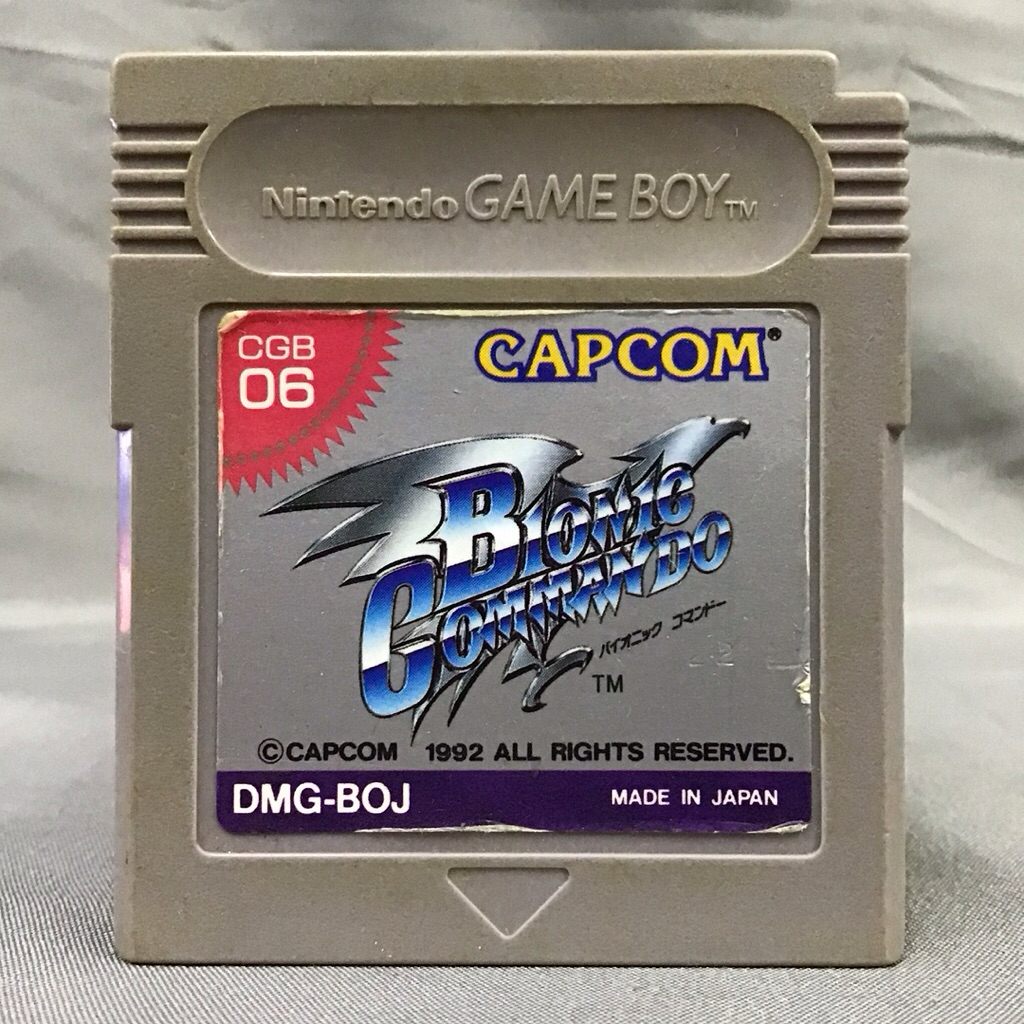 Nintendo GAME BOY™
CGB
06
CAPCOM®
BIONIC
COMMANDO
バイオニック コマンドー
TM
©CAPCOM 1992 ALL RIGHTS RESERVED.
DMG-BOJ
MADE IN JAPAN